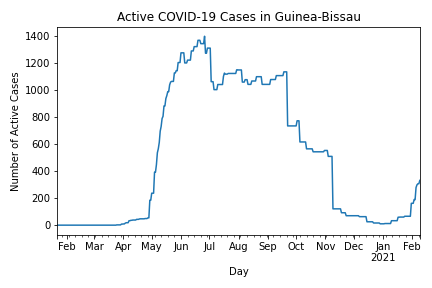 Active COVID-19 Cases in Guinea-Bissau
Number of Active Cases
1400
1200
1000
800
600
400
200
0
Feb Mar Apr May Jun Jul Aug Sep Oct Nov Dec Jan Feb
2021
Day